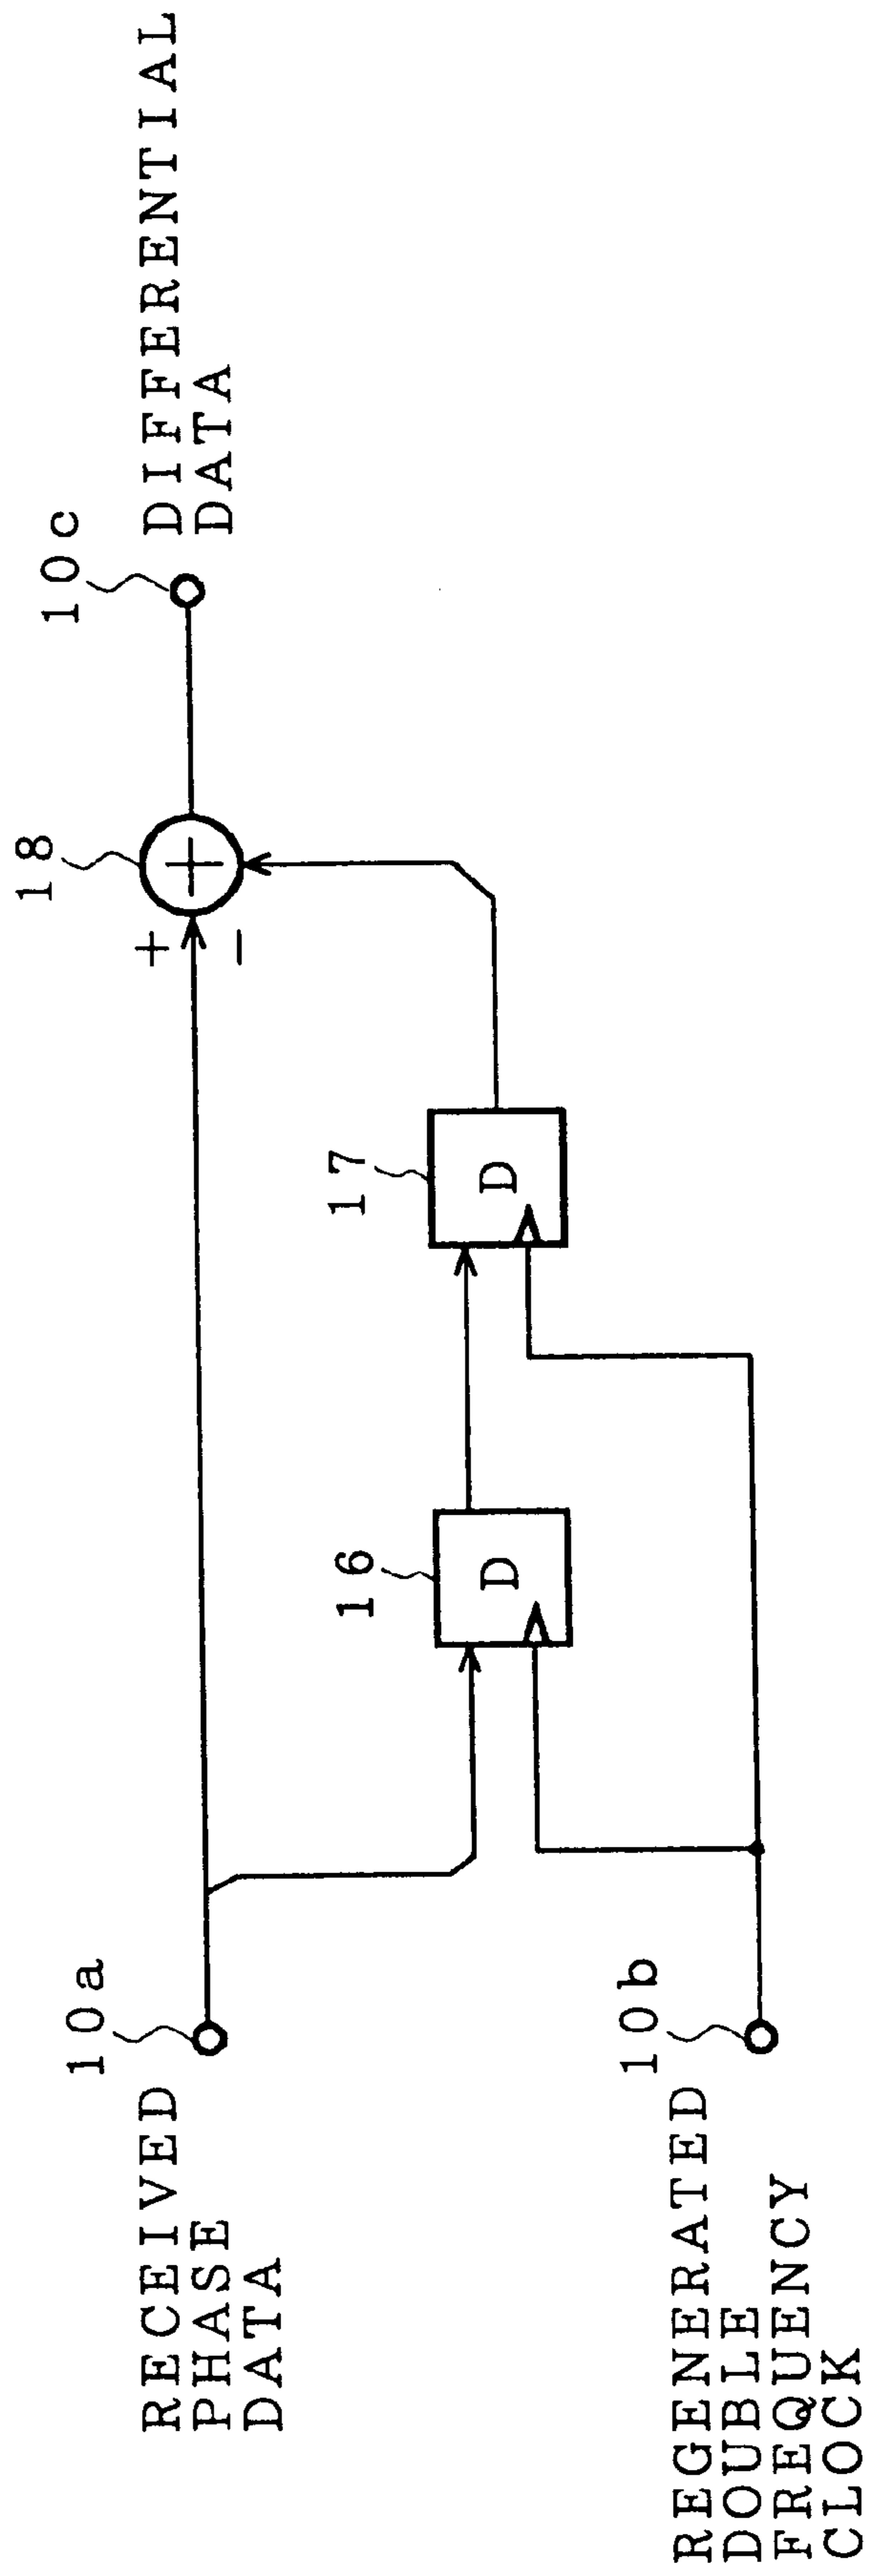 10a
RECEIVED
PHASE
DATA
18
+
−
10c
DIFFERENTIAL
DATA
16
D
17
D
10b
REGENERATED
DOUBLE
FREQUENCY
CLOCK